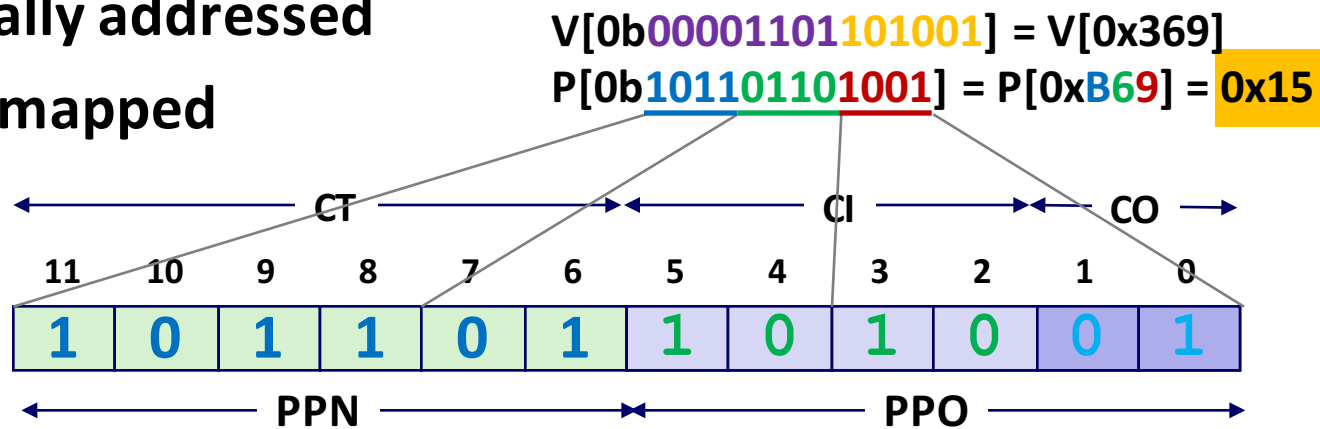 ally addressed
mapped
V[0b00001101101001] = V[0x369]
P[0b101101101001] = P[0xB69] = 0x15
CT CI CO
11 10 9 8 7 6 5 4 3 2 1 0
1 0 1 1 0 1 1 0 1 0 0 1
PPN PPO